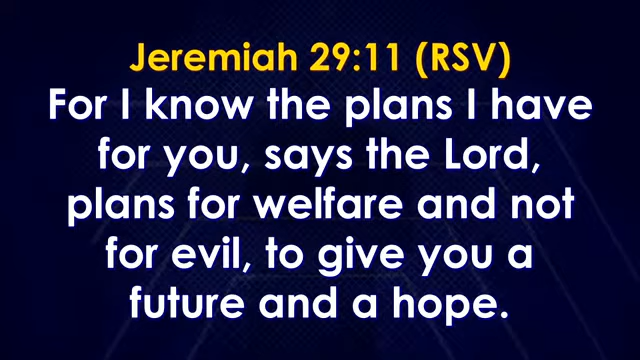 Jeremiah 29:11 (RSV)
For I know the plans I have
for you, says the Lord,
plans for welfare and not
for evil, to give you a
future and a hope.